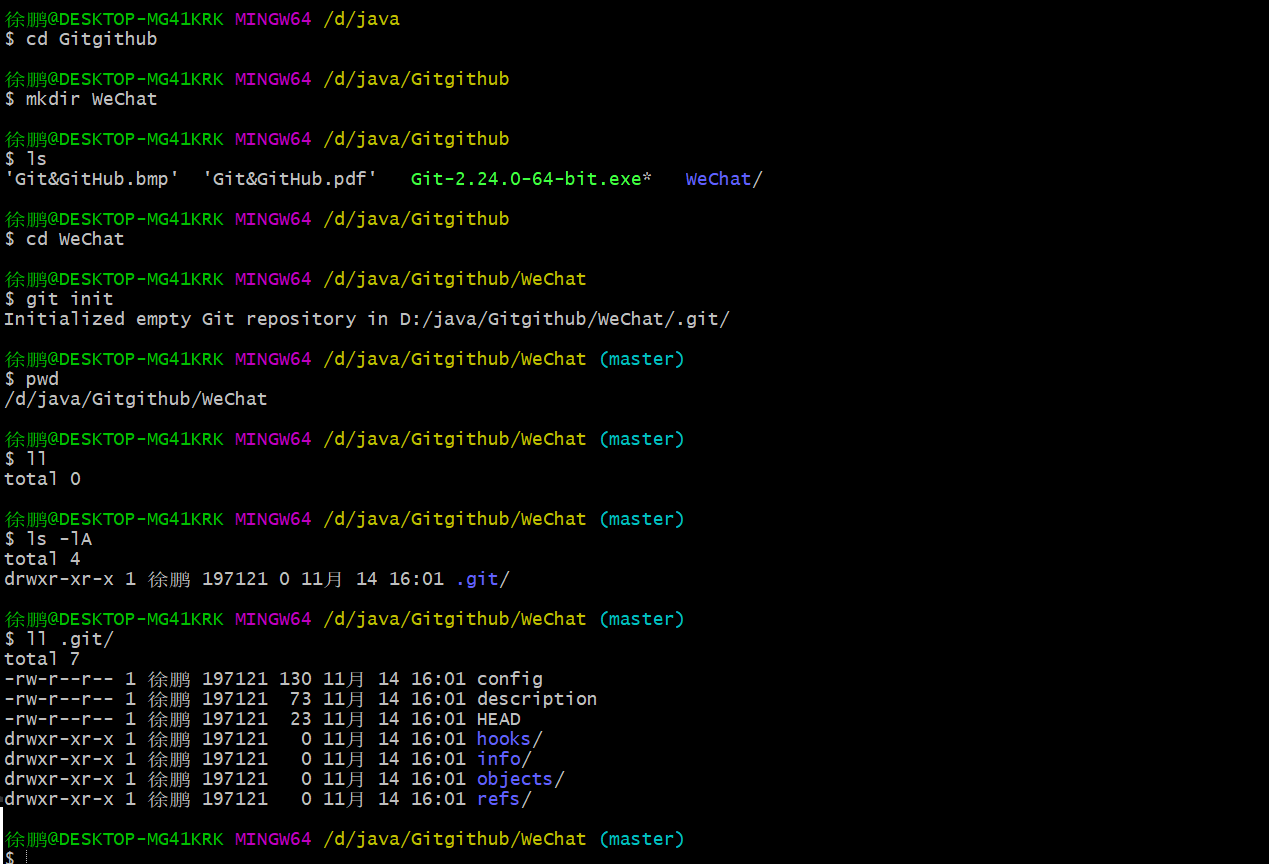 徐鹏@DESKTOP-MG41KRK MINGW64 /d/java
$ cd Gitgithub
徐鹏@DESKTOP-MG41KRK MINGW64 /d/java/Gitgithub
$ mkdir WeChat
徐鹏@DESKTOP-MG41KRK MINGW64 /d/java/Gitgithub
$ ls
'Git&GitHub.bmp'  'Git&GitHub.pdf'   Git-2.24.0-64-bit.exe*   WeChat/
徐鹏@DESKTOP-MG41KRK MINGW64 /d/java/Gitgithub
$ cd WeChat
徐鹏@DESKTOP-MG41KRK MINGW64 /d/java/Gitgithub/WeChat
$ git init
Initialized empty Git repository in D:/java/Gitgithub/WeChat/.git/
徐鹏@DESKTOP-MG41KRK MINGW64 /d/java/Gitgithub/WeChat (master)
$ pwd
/d/java/Gitgithub/WeChat
徐鹏@DESKTOP-MG41KRK MINGW64 /d/java/Gitgithub/WeChat (master)
$ ll
total 0
徐鹏@DESKTOP-MG41KRK MINGW64 /d/java/Gitgithub/WeChat (master)
$ ls -lA
total 4
drwxr-xr-x 1 徐鹏 197121 0 11月 14 16:01 .git/
徐鹏@DESKTOP-MG41KRK MINGW64 /d/java/Gitgithub/WeChat (master)
$ ll .git/
total 7
-rw-r--r-- 1 徐鹏 197121 130 11月 14 16:01 config
-rw-r--r-- 1 徐鹏 197121  73 11月 14 16:01 description
-rw-r--r-- 1 徐鹏 197121  23 11月 14 16:01 HEAD
drwxr-xr-x 1 徐鹏 197121   0 11月 14 16:01 hooks/
drwxr-xr-x 1 徐鹏 197121   0 11月 14 16:01 info/
drwxr-xr-x 1 徐鹏 197121   0 11月 14 16:01 objects/
drwxr-xr-x 1 徐鹏 197121   0 11月 14 16:01 refs/
徐鹏@DESKTOP-MG41KRK MINGW64 /d/java/Gitgithub/WeChat (master)
$